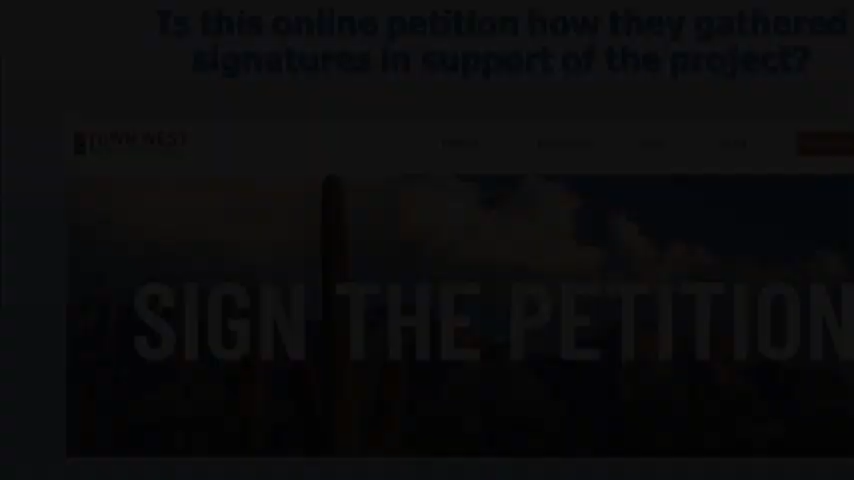 Is this online petition how they gathered
signatures in support of the project?
SIGN THE PETITION